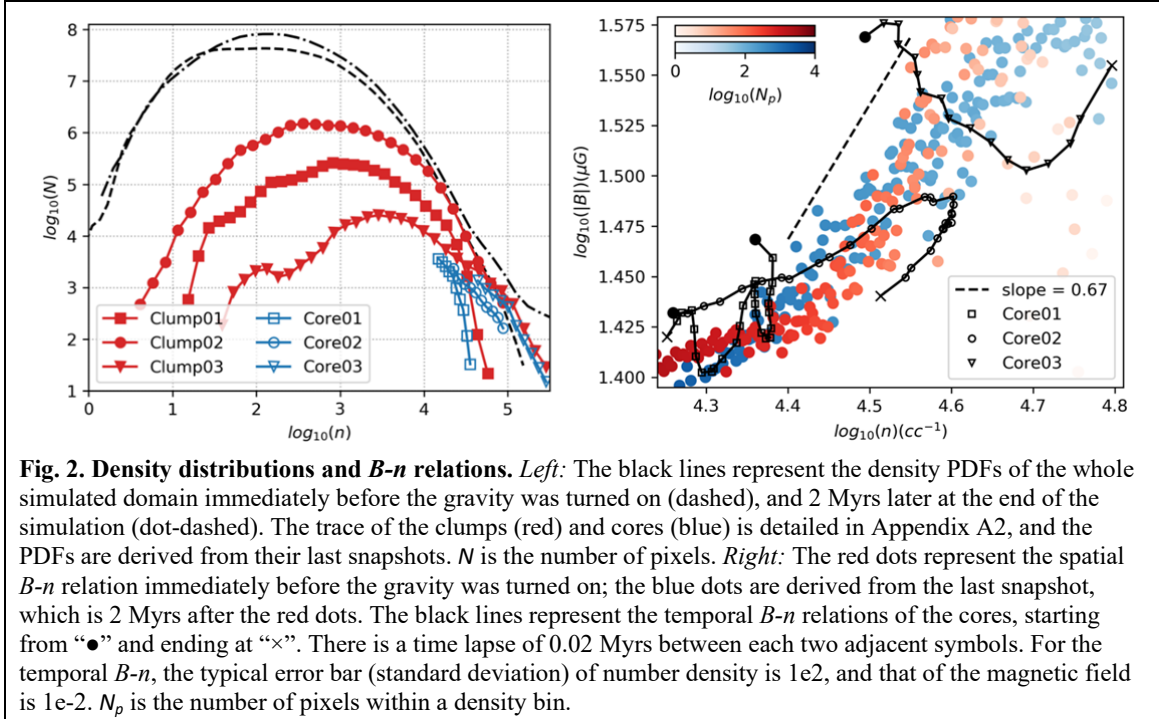 8
7
6
5
4
3
2
1
log₁₀(N)
0
1
2
3
4
5
log₁₀(n)
Clump01
Clump02
Clump03
Core01
Core02
Core03
1.575
1.550
1.525
1.500
1.475
1.450
1.425
1.400
log₁₀(|B|)(μG)
0
2
4
log₁₀(Nₚ)
slope = 0.67
Core01
Core02
Core03
4.3
4.4
4.5
4.6
4.7
4.8
log₁₀(n)(cc⁻¹)
Fig. 2. Density distributions and B-n relations. Left: The black lines represent the density PDFs of the whole
simulated domain immediately before the gravity was turned on (dashed), and 2 Myrs later at the end of the
simulation (dot-dashed). The trace of the clumps (red) and cores (blue) is detailed in Appendix A2, and the
PDFs are derived from their last snapshots. N is the number of pixels. Right: The red dots represent the spatial
B-n relation immediately before the gravity was turned on; the blue dots are derived from the last snapshot,
which is 2 Myrs after the red dots. The black lines represent the temporal B-n relations of the cores, starting
from “●” and ending at “×”. There is a time lapse of 0.02 Myrs between each two adjacent symbols. For the
temporal B-n, the typical error bar (standard deviation) of number density is 1e2, and that of the magnetic field
is 1e-2. Nₚ is the number of pixels within a density bin.